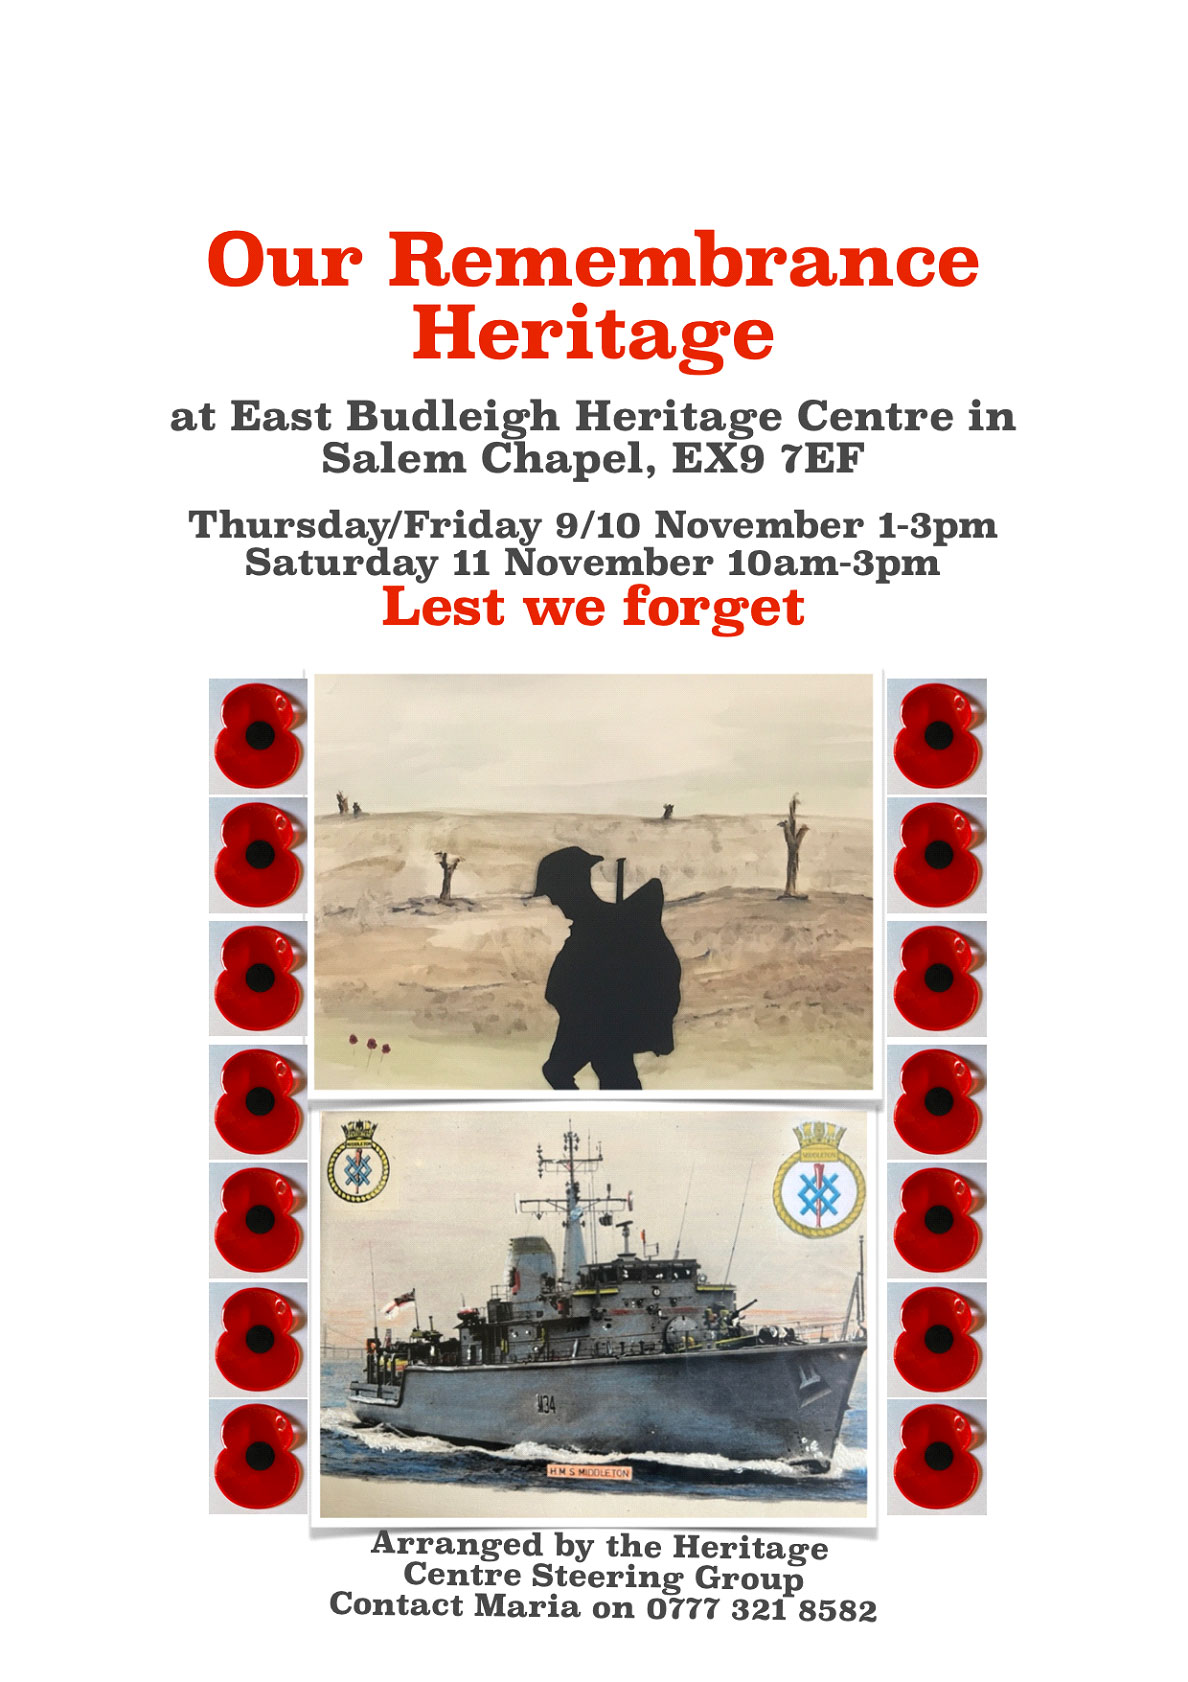 Our Remembrance
Heritage
at East Budleigh Heritage Centre in
Salem Chapel, EX9 7EF
Thursday/Friday 9/10 November 1-3pm
Saturday 11 November 10am-3pm
Lest we forget
MIDDLETON
MIDDLETON
M34
H.M.S MIDDLETON
Arranged by the Heritage
Centre Steering Group
Contact Maria on 0777 321 8582